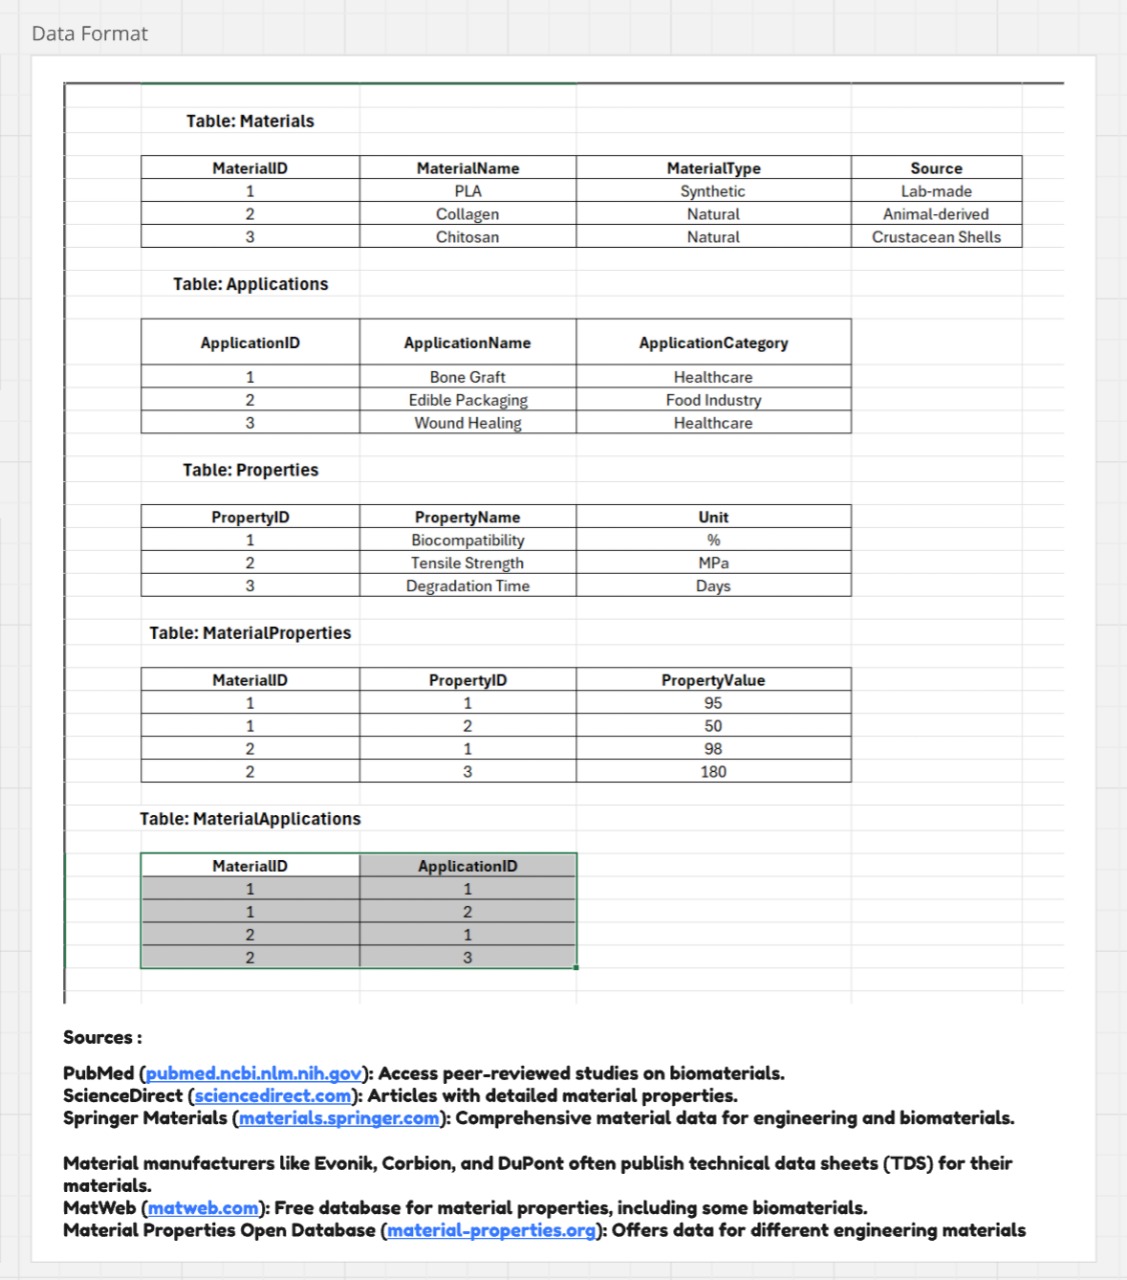 Data Format
Table: Materials
MaterialID MaterialName MaterialType Source
1 PLA Synthetic Lab-made
2 Collagen Natural Animal-derived
3 Chitosan Natural Crustacean Shells
Table: Applications
ApplicationID ApplicationName ApplicationCategory
1 Bone Graft Healthcare
2 Edible Packaging Food Industry
3 Wound Healing Healthcare
Table: Properties
PropertyID PropertyName Unit
1 Biocompatibility %
2 Tensile Strength MPa
3 Degradation Time Days
Table: MaterialProperties
MaterialID PropertyID PropertyValue
1 1 95
1 2 50
2 1 98
2 3 180
Table: MaterialApplications
MaterialID ApplicationID
1 1
1 2
2 1
2 3
Sources :
PubMed (pubmed.ncbi.nlm.nih.gov): Access peer-reviewed studies on biomaterials.
ScienceDirect (sciencedirect.com): Articles with detailed material properties.
Springer Materials (materials.springer.com): Comprehensive material data for engineering and biomaterials.
Material manufacturers like Evonik, Corbion, and DuPont often publish technical data sheets (TDS) for their
materials.
MatWeb (matweb.com): Free database for material properties, including some biomaterials.
Material Properties Open Database (material-properties.org): Offers data for different engineering materials